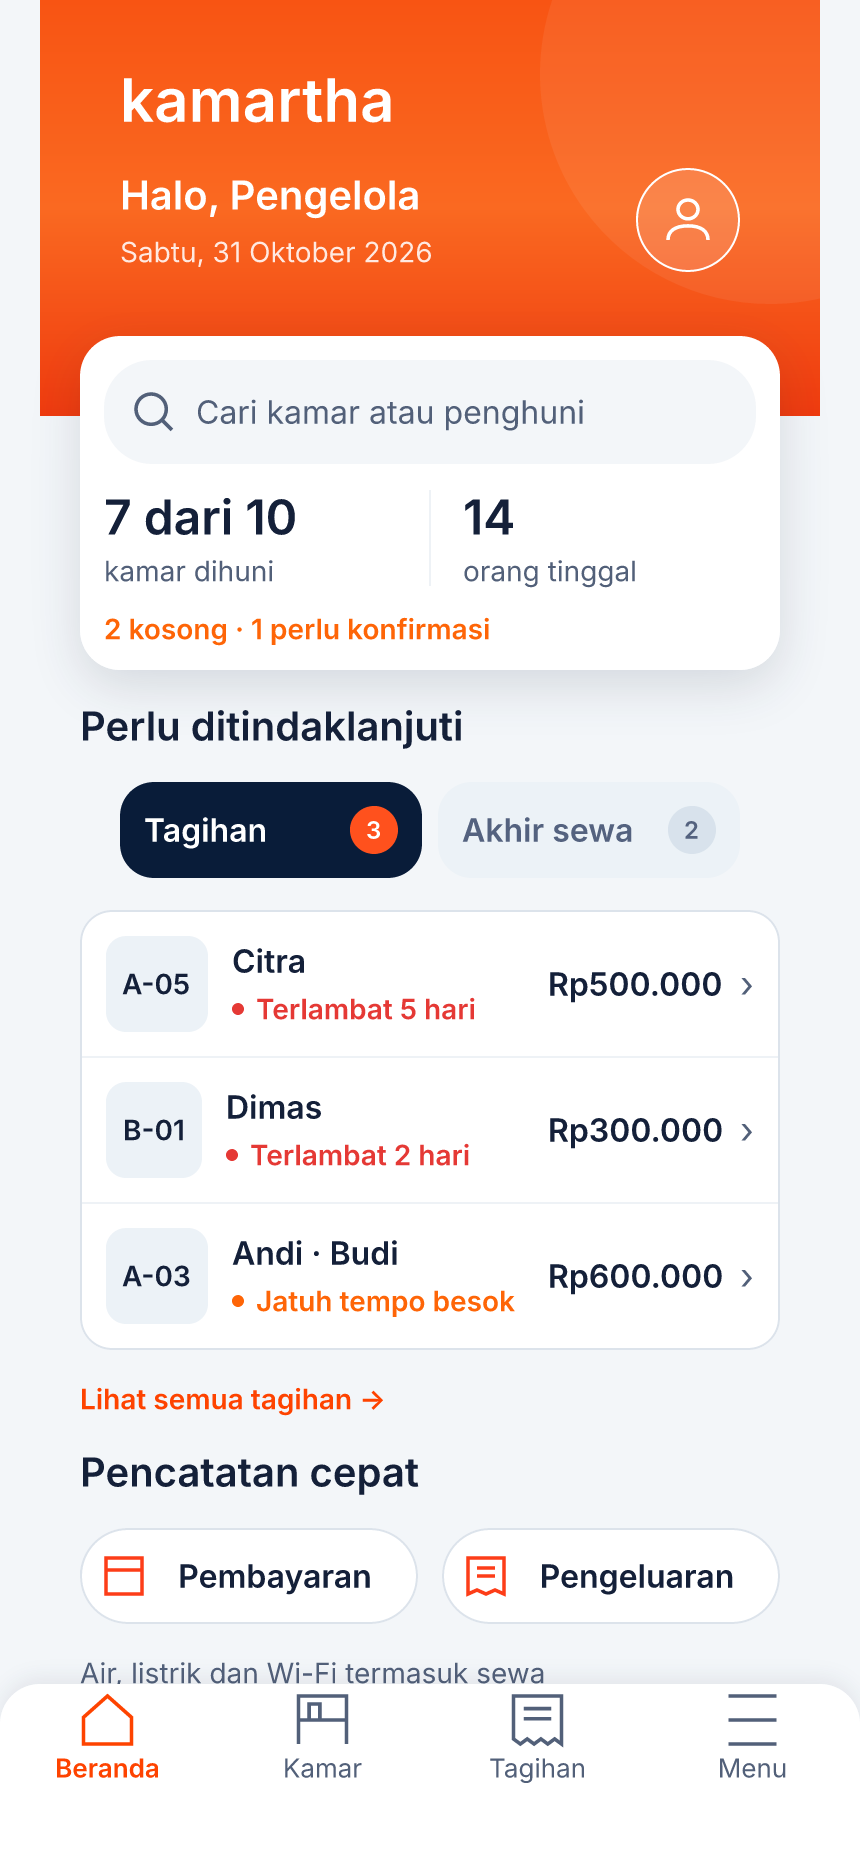 kamartha
Halo, Pengelola
Sabtu, 31 Oktober 2026
Cari kamar atau penghuni
7 dari 10
kamar dihuni
14
orang tinggal
2 kosong · 1 perlu konfirmasi
Perlu ditindaklanjuti
Tagihan 3
Akhir sewa 2
A-05
Citra
Terlambat 5 hari
Rp500.000
B-01
Dimas
Terlambat 2 hari
Rp300.000
A-03
Andi · Budi
Jatuh tempo besok
Rp600.000
Lihat semua tagihan →
Pencatatan cepat
Pembayaran
Pengeluaran
Air, listrik dan Wi-Fi termasuk sewa
Beranda
Kamar
Tagihan
Menu